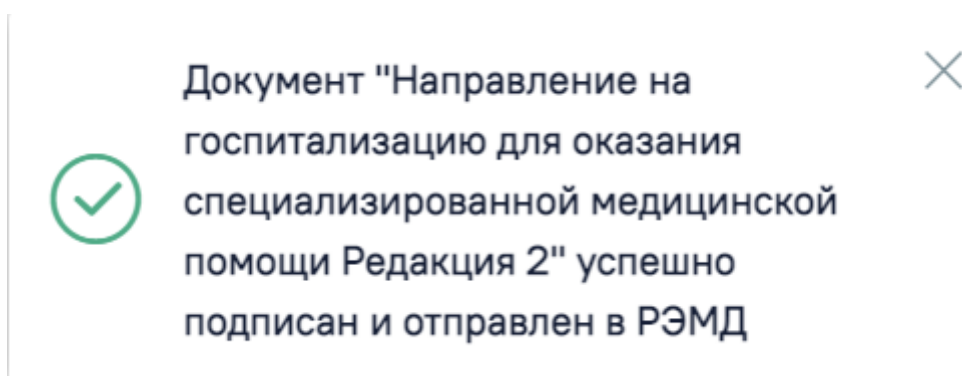 Документ "Направление на
госпитализацию для оказания
специализированной медицинской
помощи Редакция 2" успешно
подписан и отправлен в РЭМД